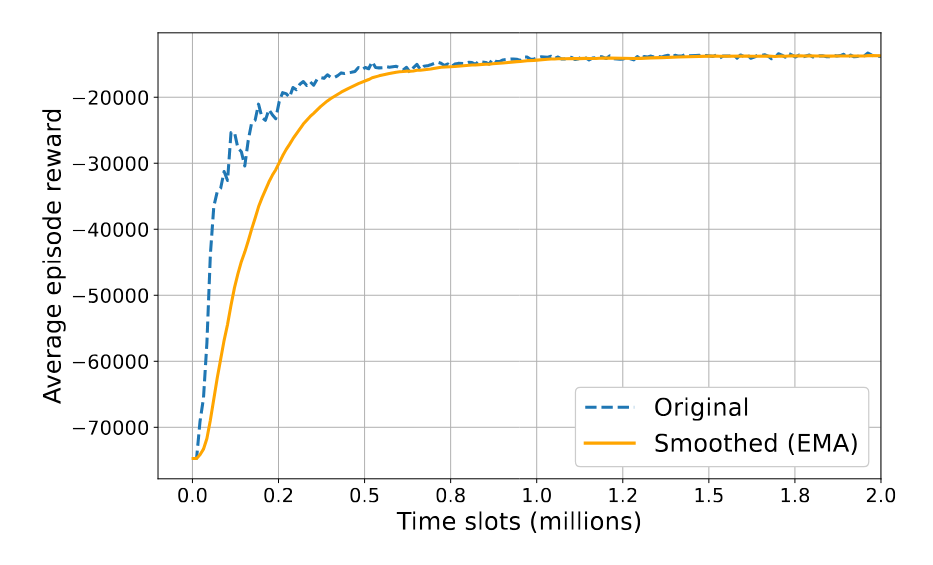 Average episode reward
−20000
−30000
−40000
−50000
−60000
−70000
Original
Smoothed (EMA)
0.0 0.2 0.5 0.8 1.0 1.2 1.5 1.8 2.0
Time slots (millions)